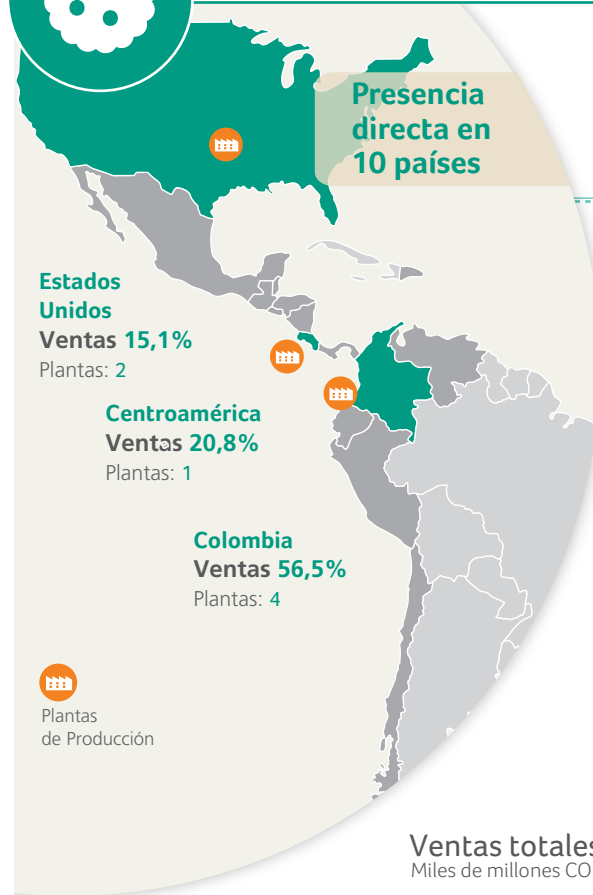 Presencia
directa en
10 países
Estados
Unidos
Ventas 15,1%
Plantas: 2
Centroamérica
Ventas 20,8%
Plantas: 1
Colombia
Ventas 56,5%
Plantas: 4
Plantas
de Producción
Ventas totales
Miles de millones CO